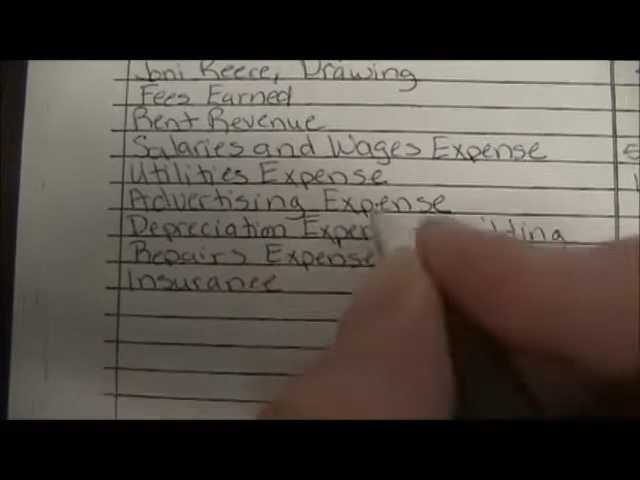 Joni Reece, Drawing
Fees Earned
Rent Revenue
Salaries and Wages Expense
Utilities Expense
Advertising Expense
Depreciation
Repairs Expense
Insurance